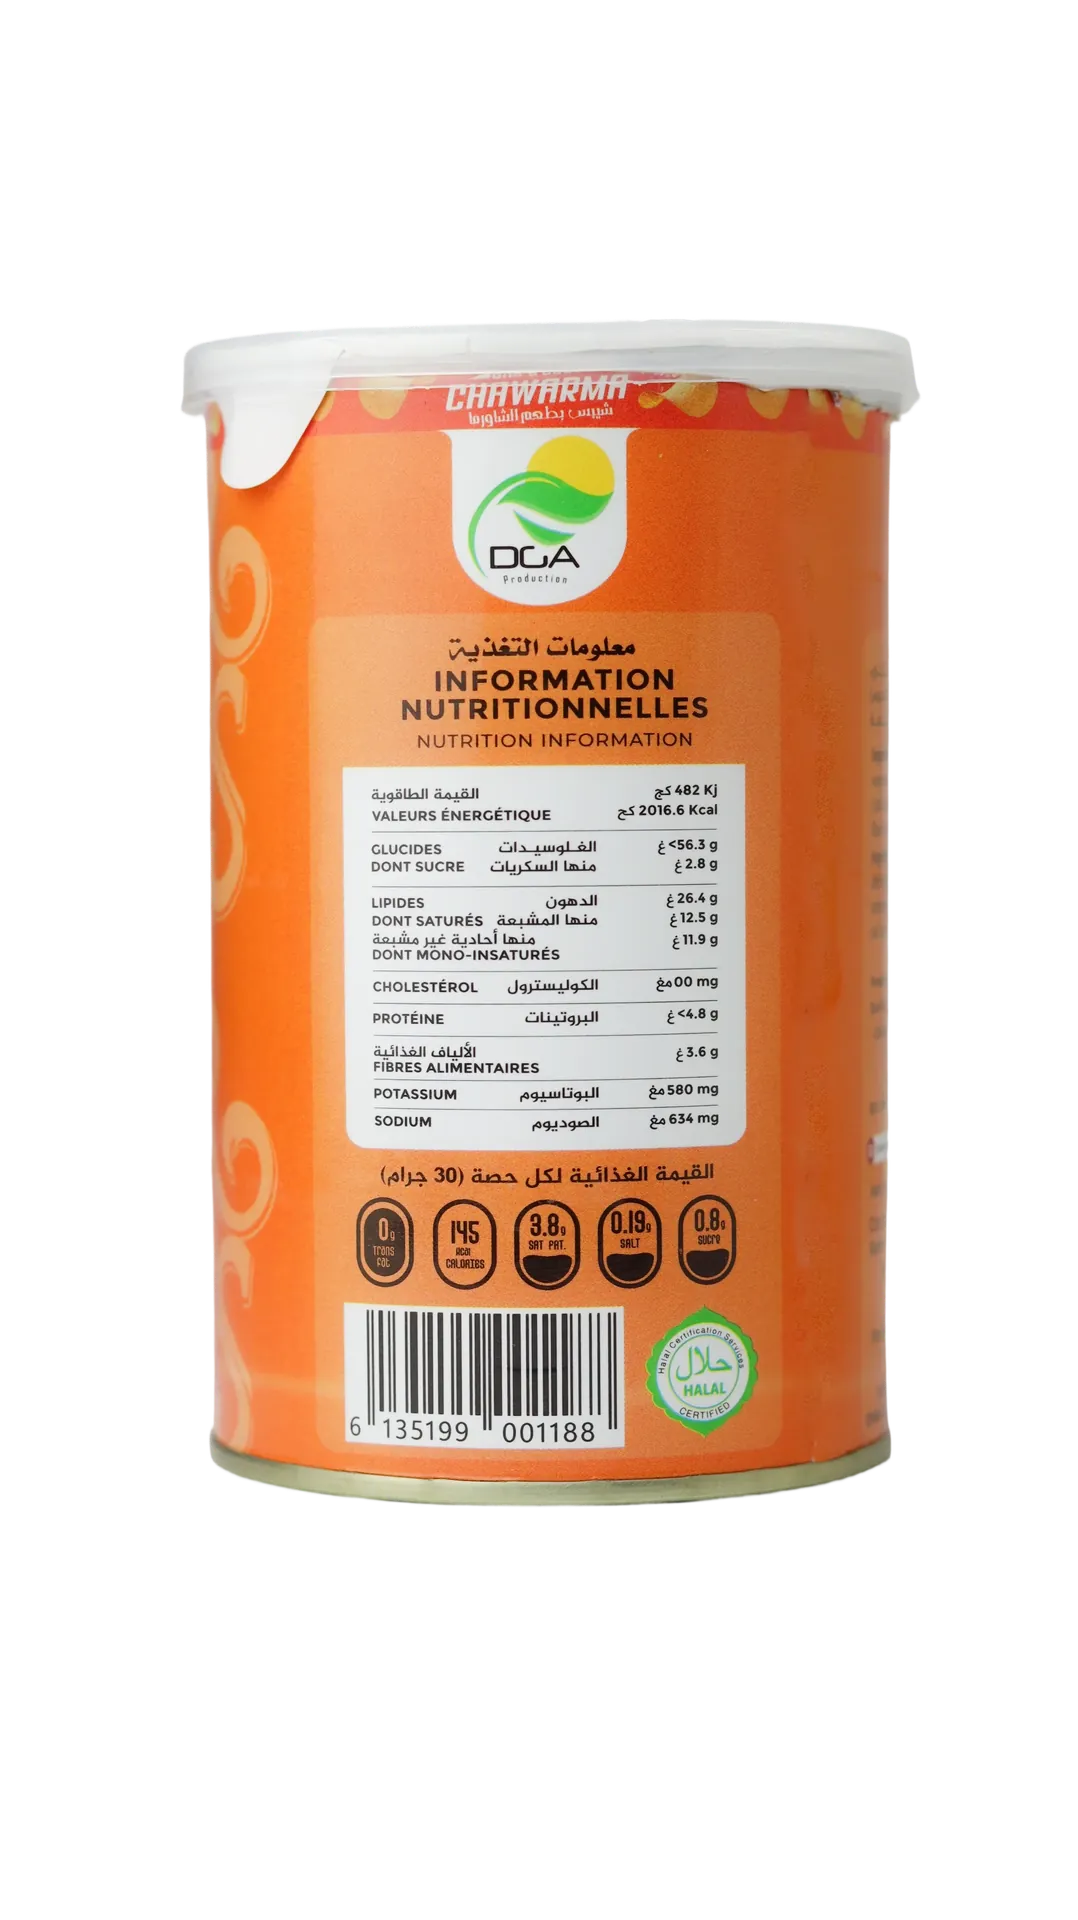 CHAWARMA
شيبس بطعم الشاورما
DGA
Production
معلومات التغذية
INFORMATION
NUTRITIONNELLES
NUTRITION INFORMATION
القيمة الطاقوية كج 482 Kj
VALEURS ÉNERGÉTIQUE كج 2016.6 Kcal
GLUCIDES الغلوسيدات غ <56.3 g
DONT SUCRE منها السكريات غ 2.8 g
LIPIDES الدهون غ 26.4 g
DONT SATURÉS منها المشبعة غ 12.5 g
منها أحادية غير مشبعة غ 11.9 g
DONT MONO-INSATURÉS
CHOLESTÉROL الكوليسترول مغ 00 mg
PROTÉINE البروتينات غ <4.8 g
الألياف الغذائية غ 3.6 g
FIBRES ALIMENTAIRES
POTASSIUM البوتاسيوم مغ 580 mg
SODIUM الصوديوم مغ 634 mg
القيمة الغذائية لكل حصة (30 جرام)
0g Trans Fat
145 Kcal CALORIES
3.8g SAT FAT.
0.19g SALT
0.8g sucre
6 135199 001188
Halal Certification Services
حلال
HALAL
CERTIFIED